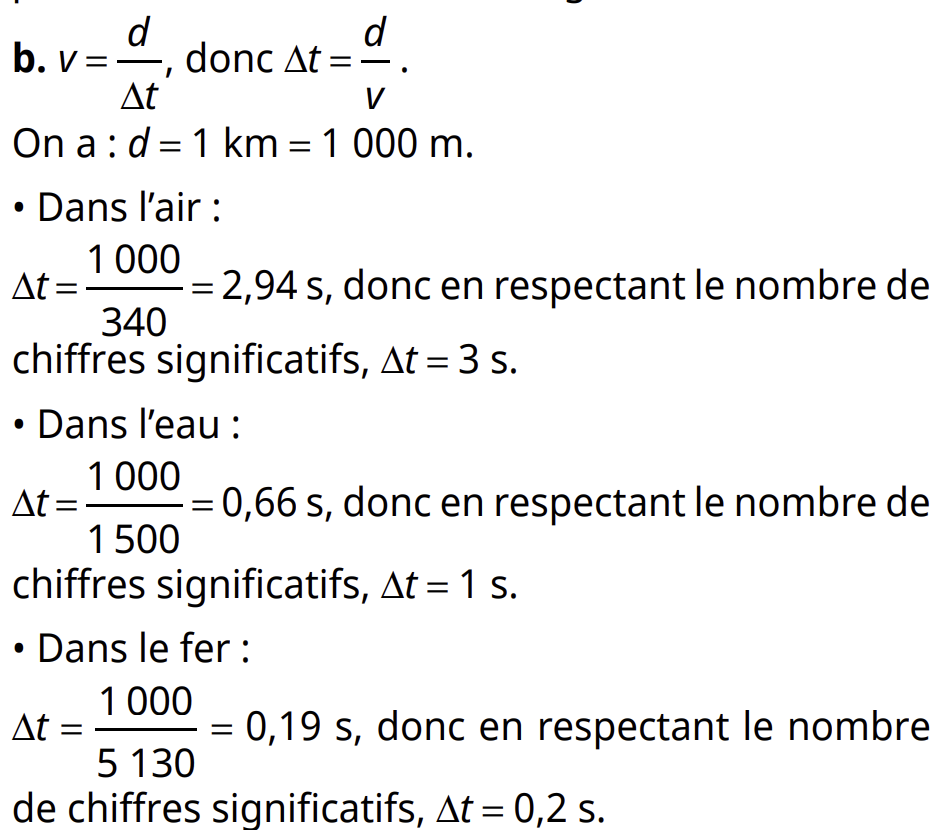 b. v = d/Δt, donc Δt = d/v.
On a : d = 1 km = 1 000 m.
• Dans l’air :
Δt = 1 000/340 = 2,94 s, donc en respectant le nombre de
chiffres significatifs, Δt = 3 s.
• Dans l’eau :
Δt = 1 000/1 500 = 0,66 s, donc en respectant le nombre de
chiffres significatifs, Δt = 1 s.
• Dans le fer :
Δt = 1 000/5 130 = 0,19 s, donc en respectant le nombre
de chiffres significatifs, Δt = 0,2 s.